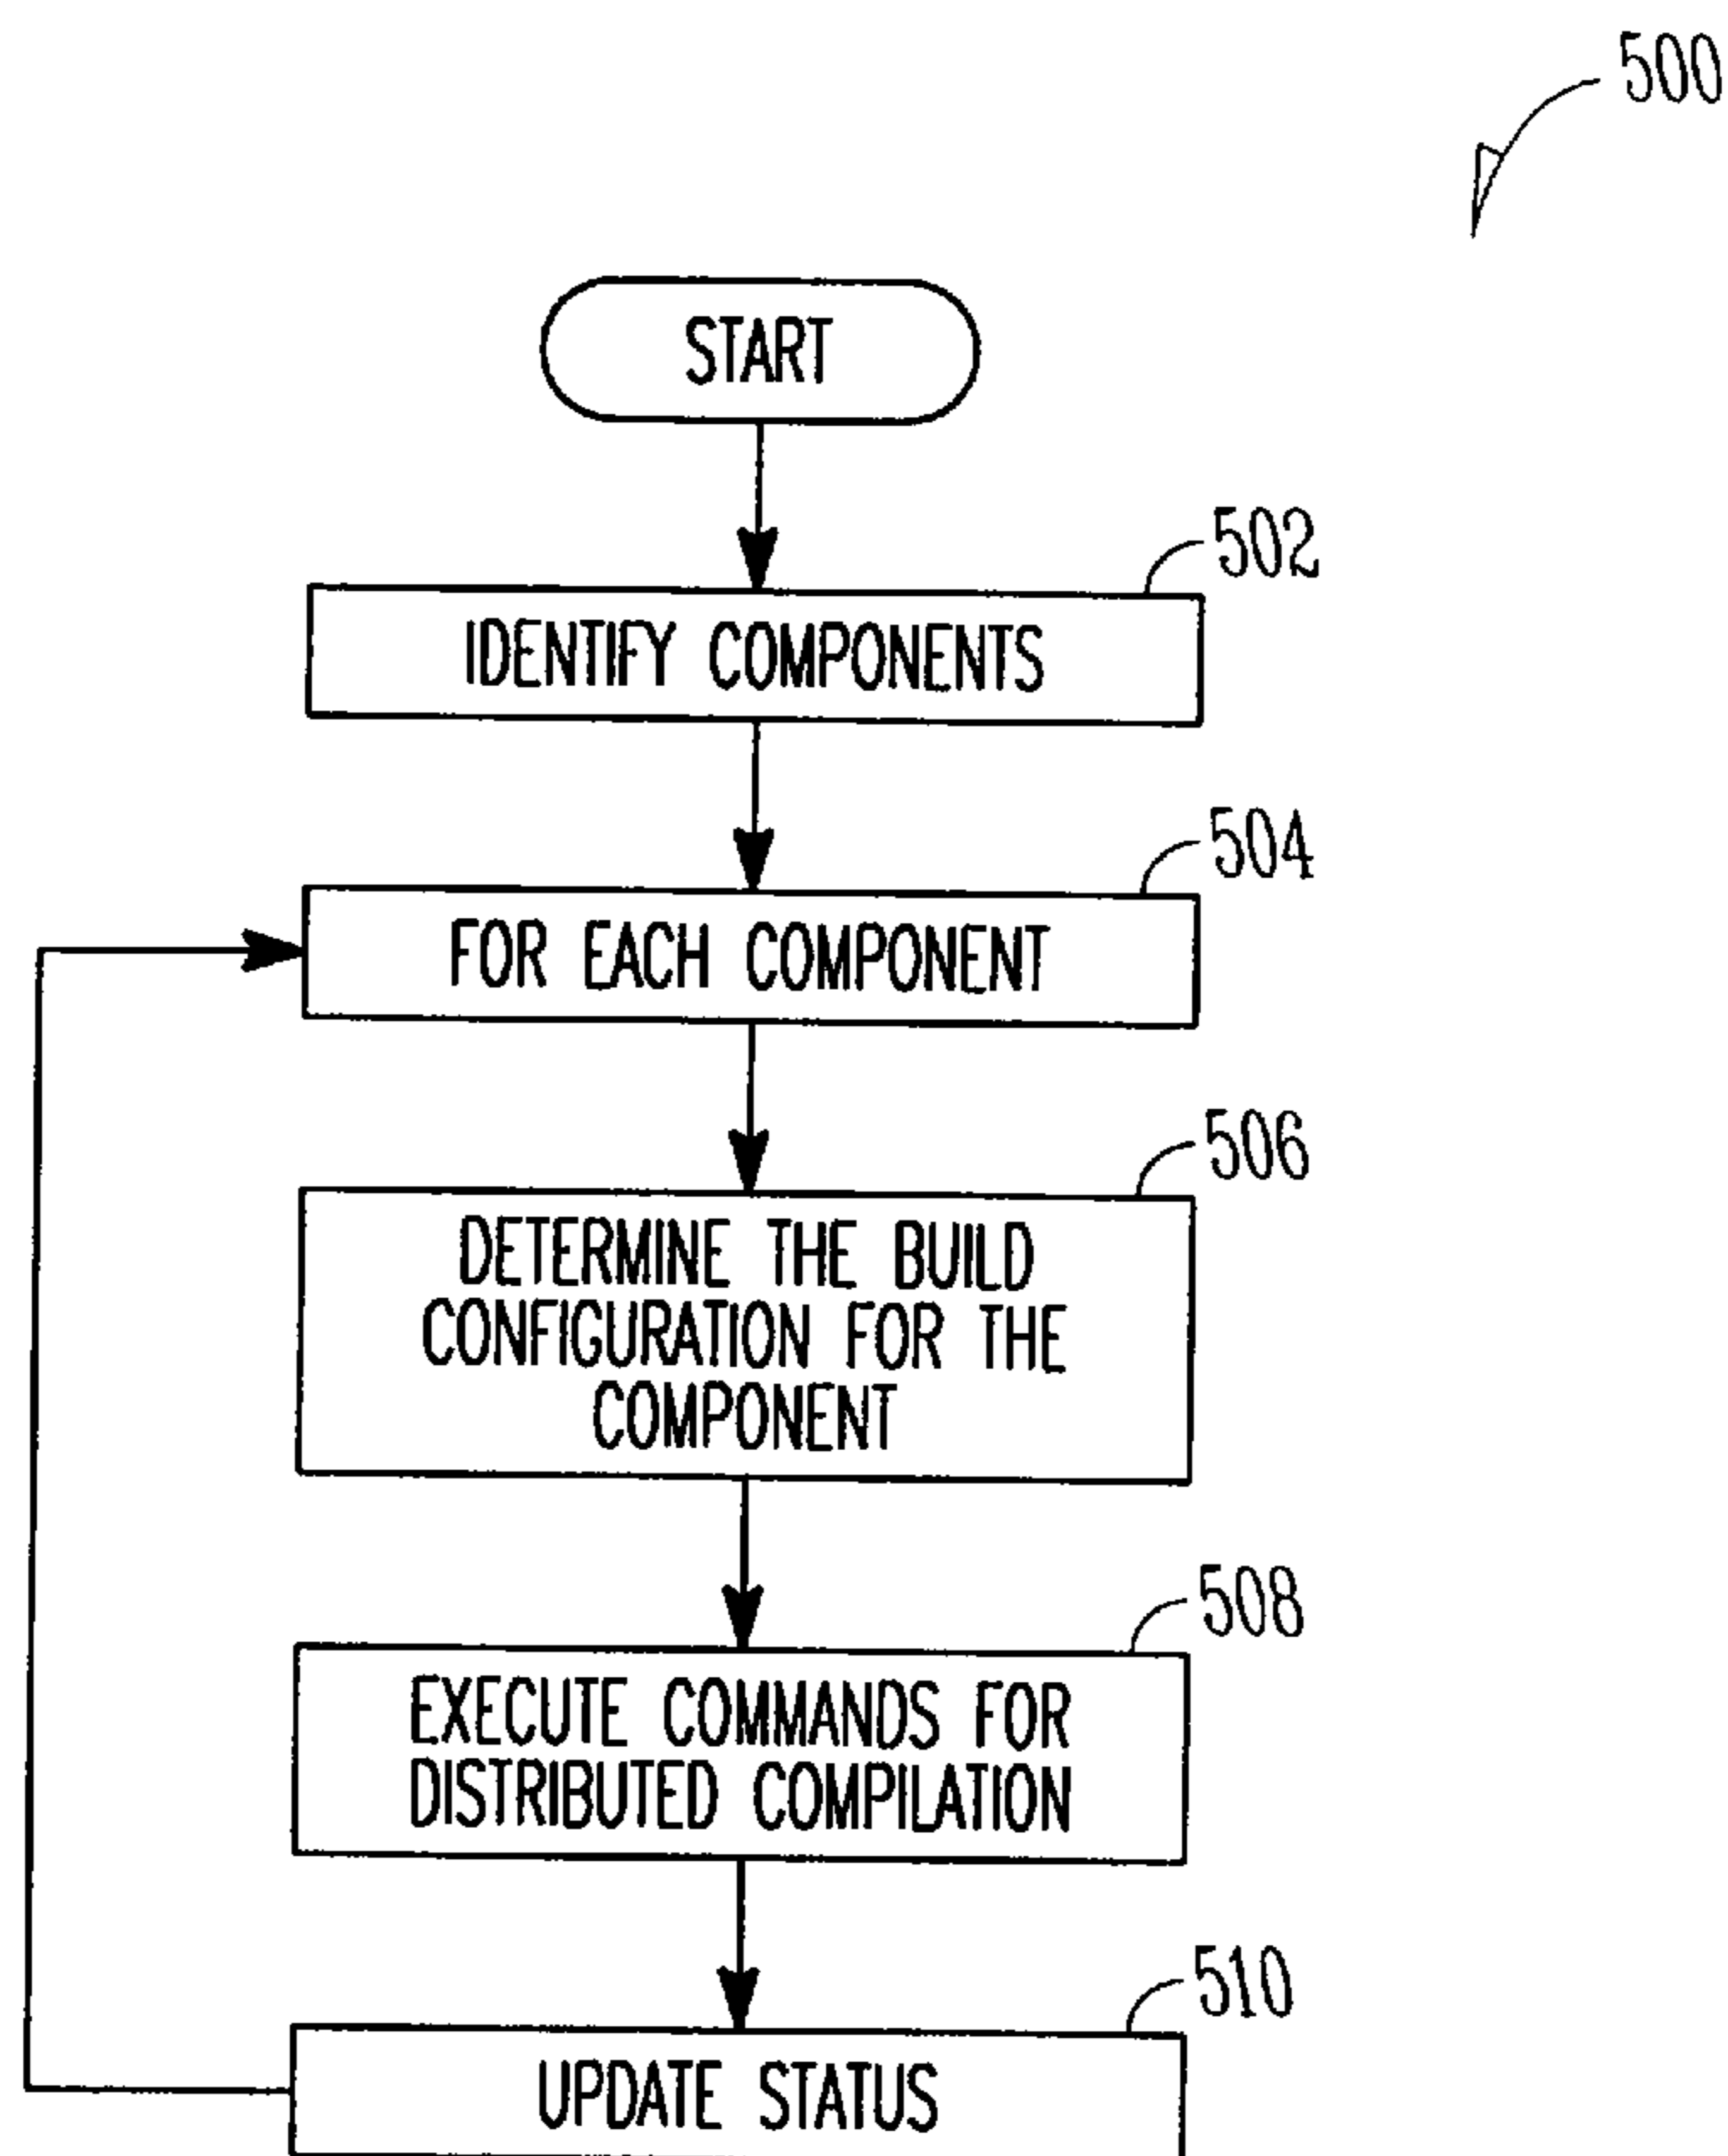 500
START
502
IDENTIFY COMPONENTS
504
FOR EACH COMPONENT
506
DETERMINE THE BUILD
CONFIGURATION FOR THE
COMPONENT
508
EXECUTE COMMANDS FOR
DISTRIBUTED COMPILATION
510
UPDATE STATUS